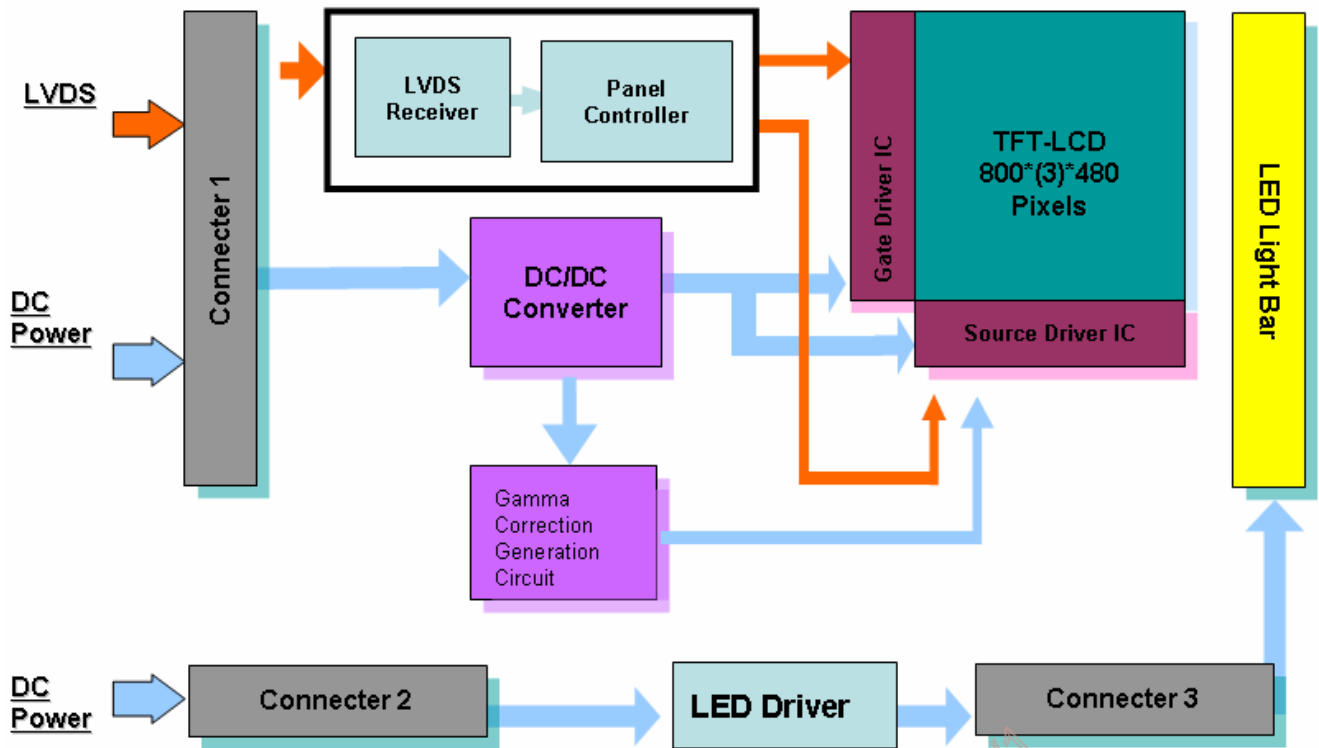 LVDS
DC
Power
Connecter 1
LVDS
Receiver
Panel
Controller
DC/DC
Converter
Gamma
Correction
Generation
Circuit
Gate Driver IC
TFT-LCD
800*(3)*480
Pixels
Source Driver IC
LED Light Bar
DC
Power
Connecter 2
LED Driver
Connecter 3